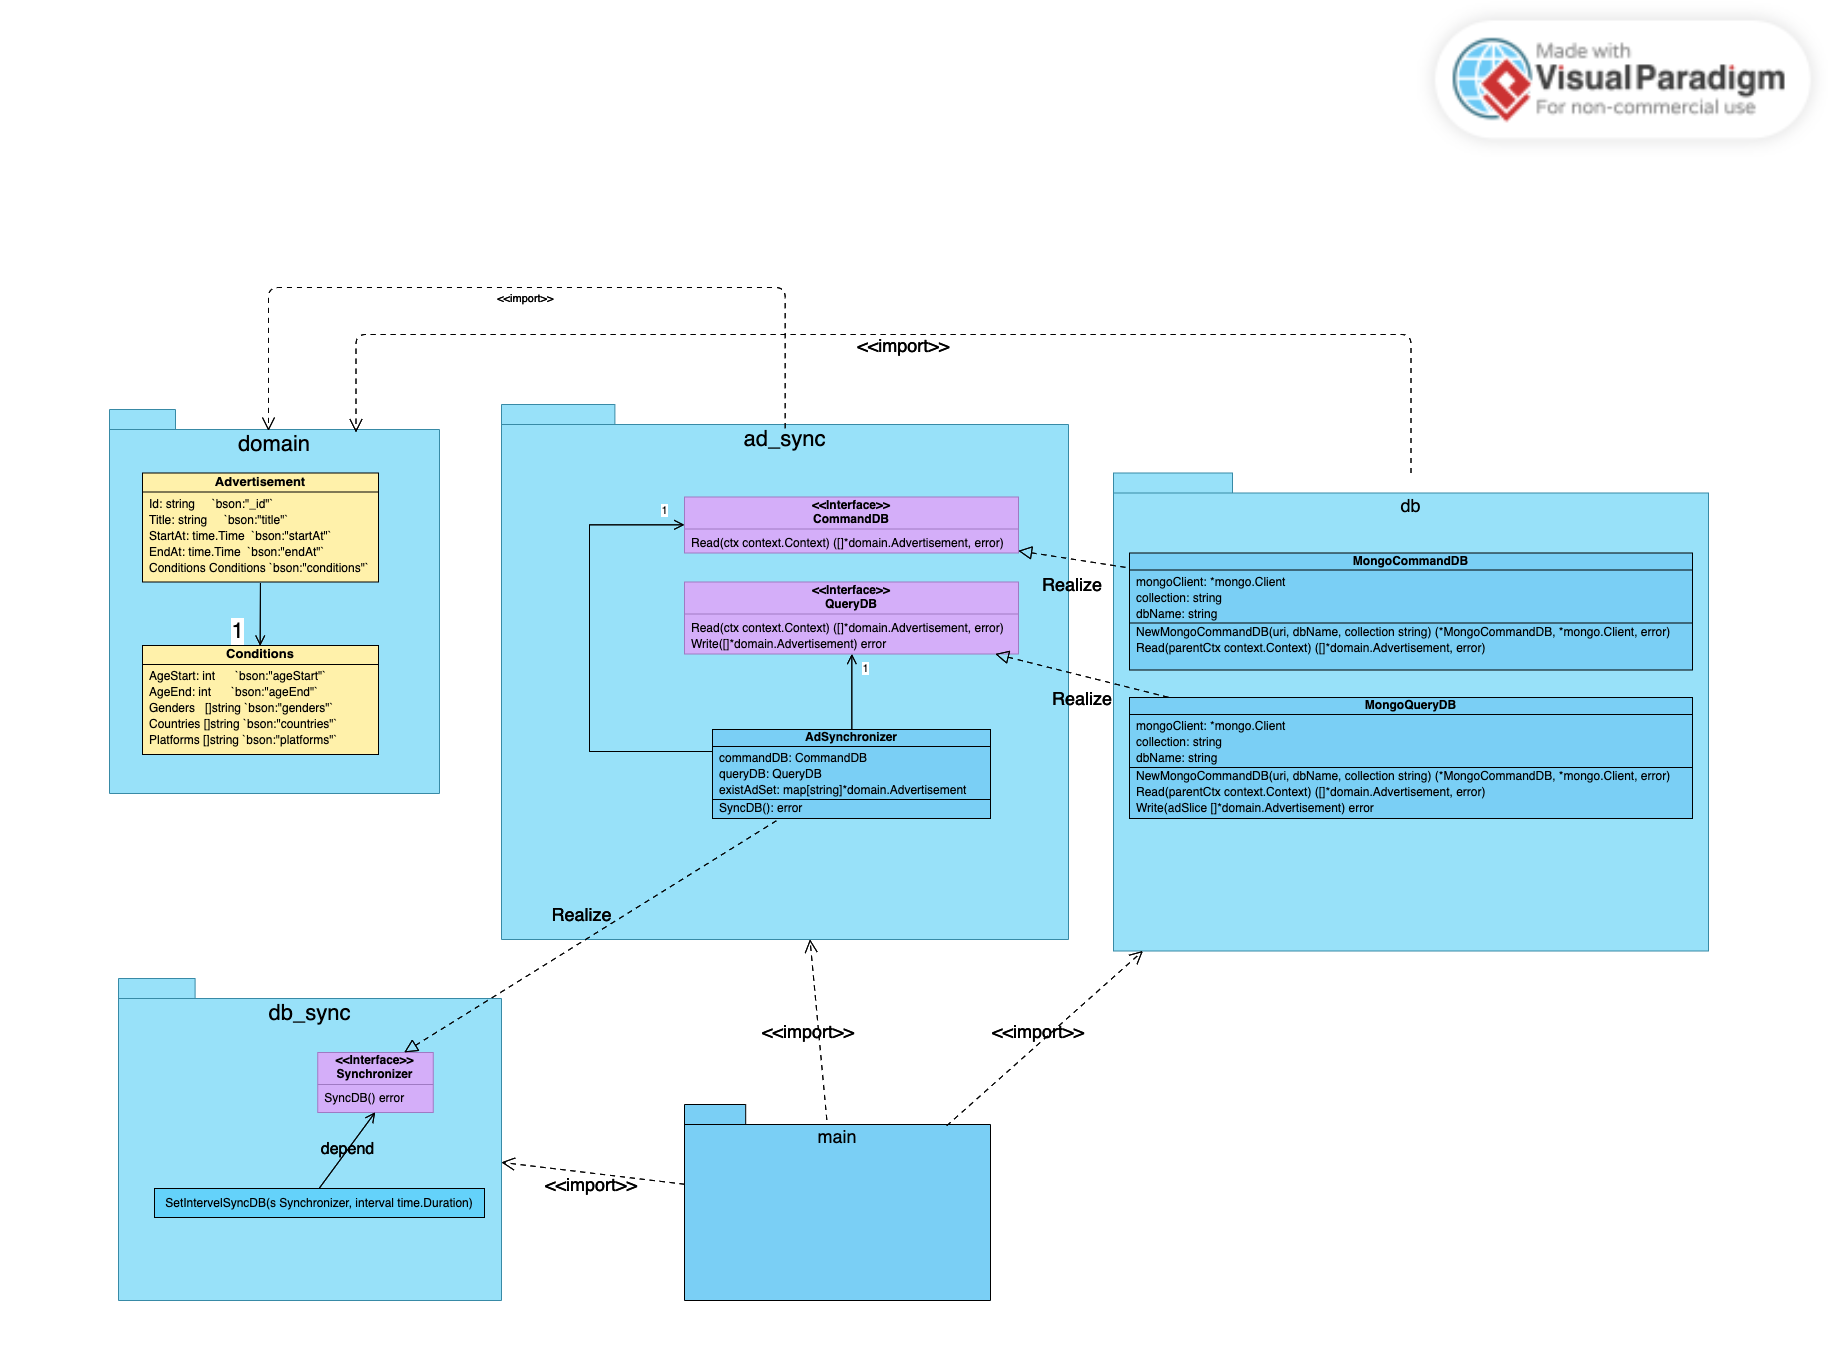 Made with
Visual Paradigm
For non-commercial use
<<import>>
<<import>>
domain
Advertisement
Id: string `bson:"_id"`
Title: string `bson:"title"`
StartAt: time.Time `bson:"startAt"`
EndAt: time.Time `bson:"endAt"`
Conditions Conditions `bson:"conditions"`
1
Conditions
AgeStart: int `bson:"ageStart"`
AgeEnd: int `bson:"ageEnd"`
Genders []string `bson:"genders"`
Countries []string `bson:"countries"`
Platforms []string `bson:"platforms"`
ad_sync
1
<<Interface>>
CommandDB
Read(ctx context.Context) ([]*domain.Advertisement, error)
<<Interface>>
QueryDB
Read(ctx context.Context) ([]*domain.Advertisement, error)
Write([]*domain.Advertisement) error
1
AdSynchronizer
commandDB: CommandDB
queryDB: QueryDB
existAdSet: map[string]*domain.Advertisement
SyncDB(): error
Realize
Realize
db
MongoCommandDB
mongoClient: *mongo.Client
collection: string
dbName: string
NewMongoCommandDB(uri, dbName, collection string) (*MongoCommandDB, *mongo.Client, error)
Read(parentCtx context.Context) ([]*domain.Advertisement, error)
MongoQueryDB
mongoClient: *mongo.Client
collection: string
dbName: string
NewMongoCommandDB(uri, dbName, collection string) (*MongoCommandDB, *mongo.Client, error)
Read(parentCtx context.Context) ([]*domain.Advertisement, error)
Write(adSlice []*domain.Advertisement) error
Realize
db_sync
<<Interface>>
Synchronizer
SyncDB() error
depend
SetIntervelSyncDB(s Synchronizer, interval time.Duration)
<<import>>
<<import>>
<<import>>
main